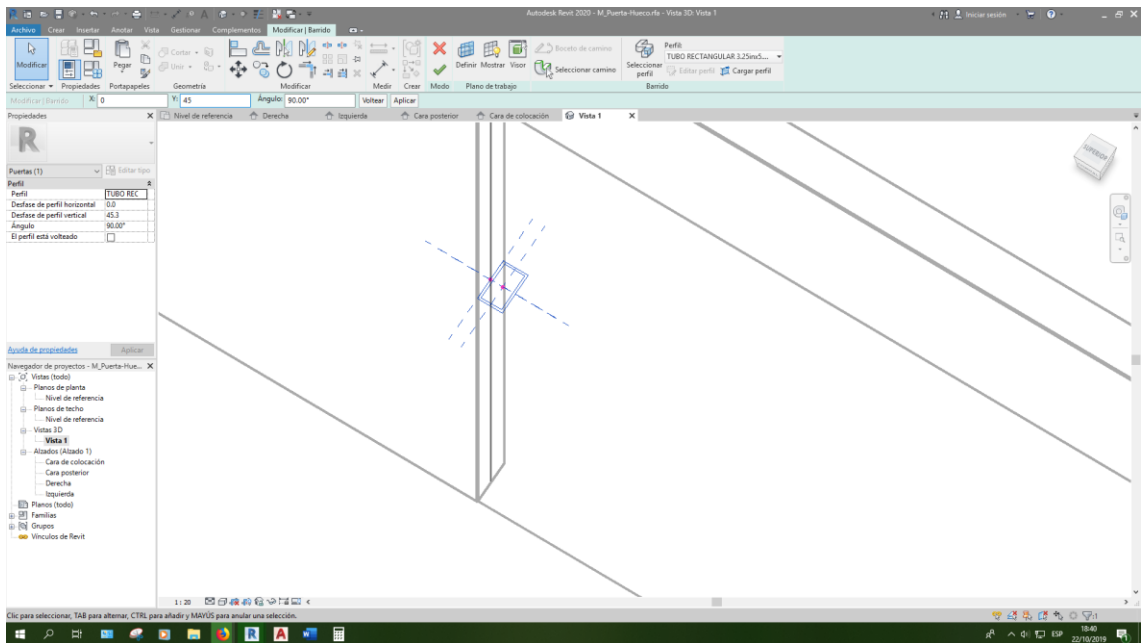 Autodesk Revit 2020 - M_Puerta-Hueco.rfa - Vista 3D: Vista 1
Iniciar sesión
Archivo Crear Insertar Anotar Vista Gestionar Complementos Modificar | Barrido
Modificar
Pegar
Cortar
Unir
Definir Mostrar Visor
Boceto de camino
Seleccionar camino
Seleccionar perfil
Perfil:
TUBO RECTANGULAR 3.25inx5....
Editar perfil Cargar perfil
Seleccionar Propiedades Portapapeles Geometría Modificar Medir Crear Modo Plano de trabajo Barrido
Modificar | Barrido X: 0 Y: 45 Ángulo: 90.00° Voltear Aplicar
Propiedades
Nivel de referencia Derecha Izquierda Cara posterior Cara de colocación Vista 1
R
Puertas (1) Editar tipo
Perfil
Perfil TUBO REC
Desfase de perfil horizontal 0.0
Desfase de perfil vertical 45.3
Ángulo 90.00°
El perfil está volteado
SUPERIOR
Ayuda de propiedades Aplicar
Navegador de proyectos - M_Puerta-Hue...
Vistas (todo)
Planos de planta
Nivel de referencia
Planos de techo
Nivel de referencia
Vistas 3D
Vista 1
Alzados (Alzado 1)
Cara de colocación
Cara posterior
Derecha
Izquierda
Planos (todo)
Familias
Grupos
Vínculos de Revit
1 : 20
Clic para seleccionar, TAB para alternar, CTRL para añadir y MAYÚS para anular una selección.
:1
ESP
18:40
22/10/2019